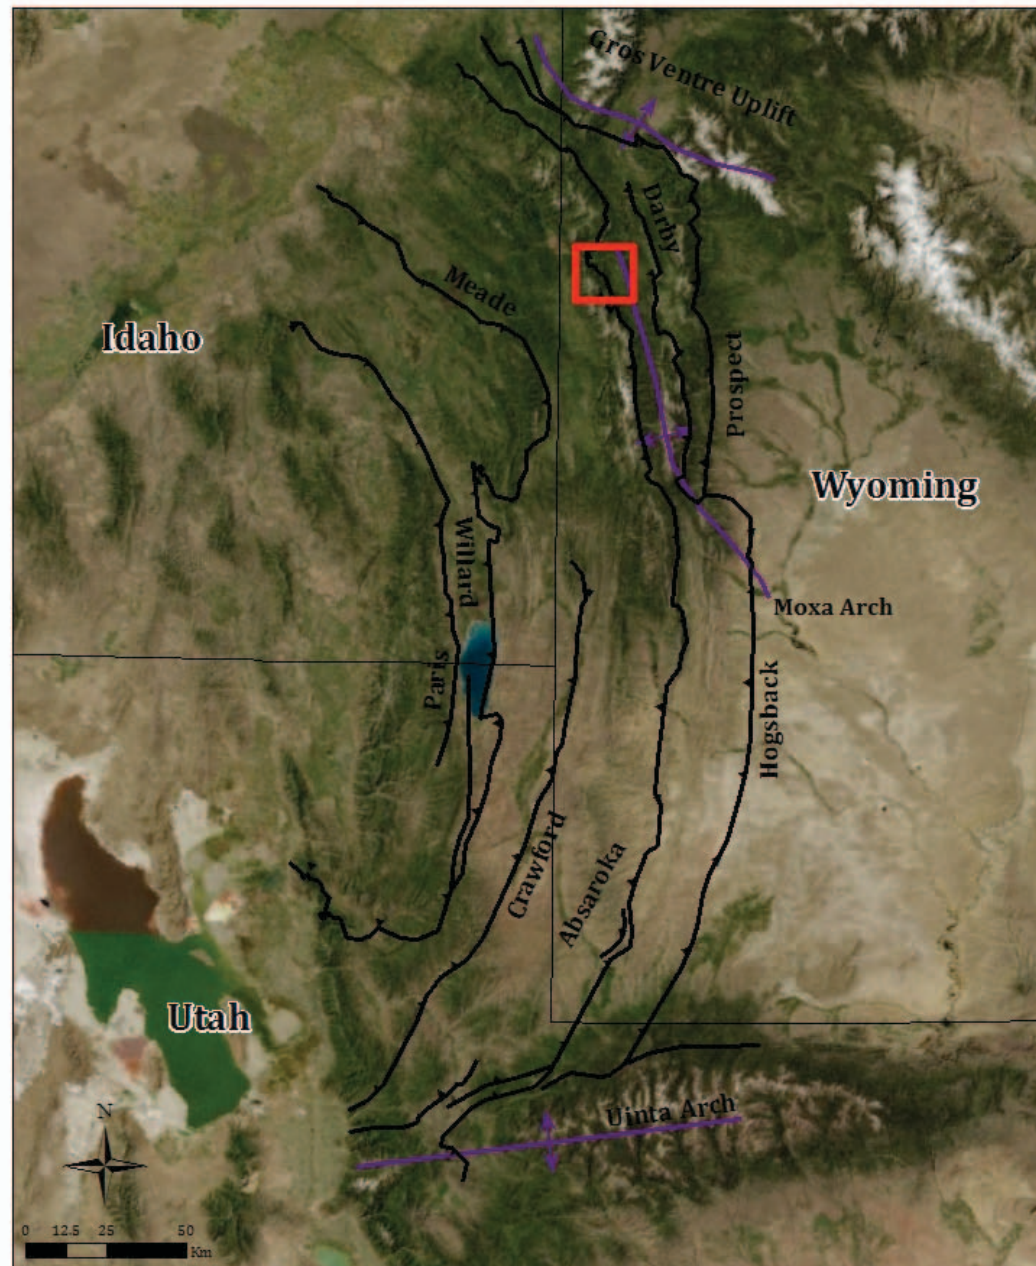 Gros Ventre Uplift
Darby
Meade
Idaho
Prospect
Wyoming
Willard
Moxa Arch
Paris
Hogsback
Crawford
Absaroka
Utah
Uinta Arch
N
0 12.5 25 50
Km